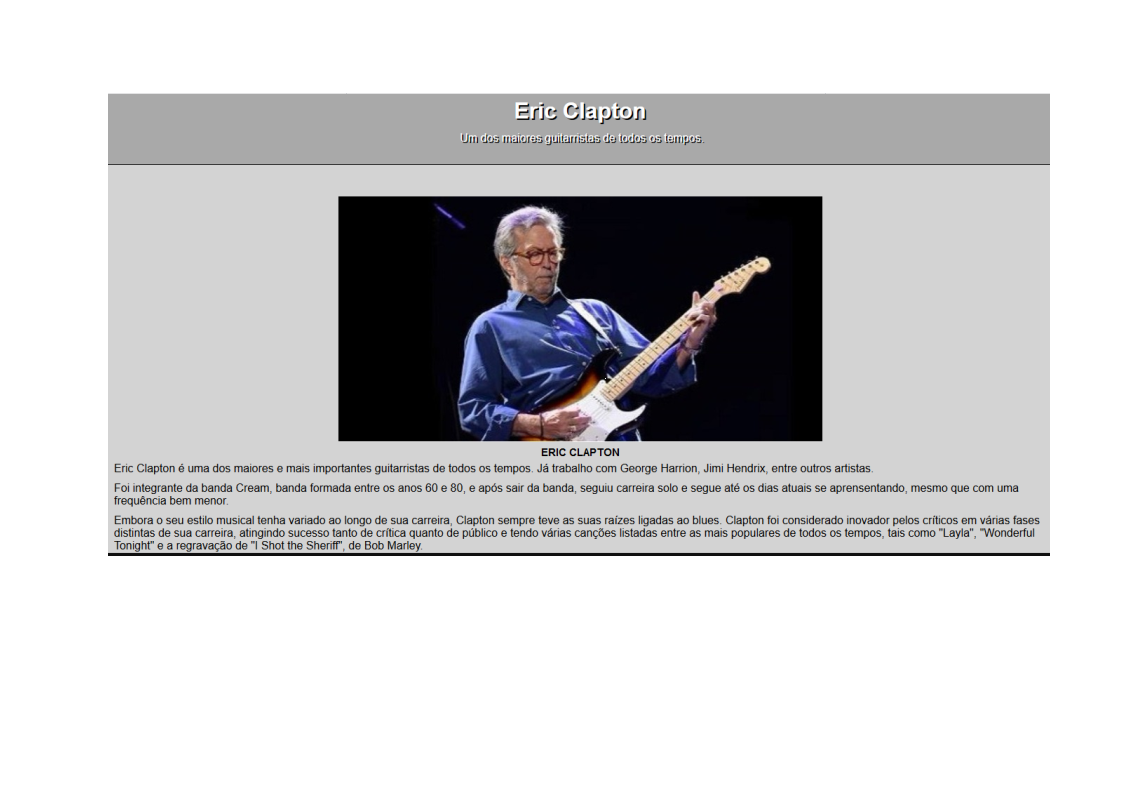 Eric Clapton
Um dos maiores guitarristas de todos os tempos.
ERIC CLAPTON
Eric Clapton é uma dos maiores e mais importantes guitarristas de todos os tempos. Já trabalho com George Harrion, Jimi Hendrix, entre outros artistas.
Foi integrante da banda Cream, banda formada entre os anos 60 e 80, e após sair da banda, seguiu carreira solo e segue até os dias atuais se aprensentando, mesmo que com uma
frequência bem menor.
Embora o seu estilo musical tenha variado ao longo de sua carreira, Clapton sempre teve as suas raízes ligadas ao blues. Clapton foi considerado inovador pelos críticos em várias fases
distintas de sua carreira, atingindo sucesso tanto de crítica quanto de público e tendo várias canções listadas entre as mais populares de todos os tempos, tais como "Layla", "Wonderful
Tonight" e a regravação de "I Shot the Sheriff", de Bob Marley.